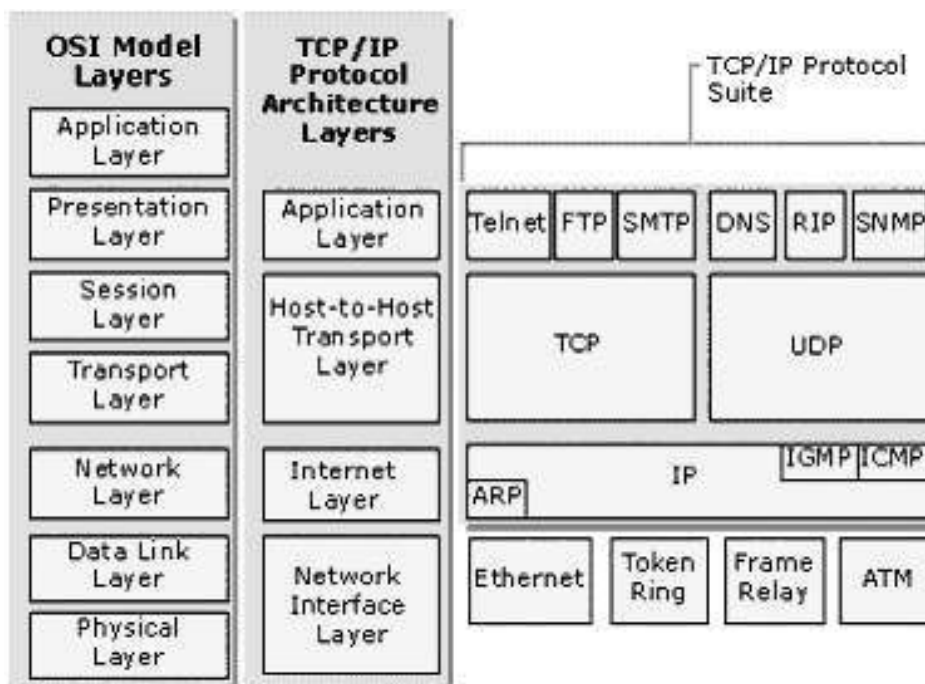 OSI Model
Layers
Application
Layer
Presentation
Layer
Session
Layer
Transport
Layer
Network
Layer
Data Link
Layer
Physical
Layer
TCP/IP
Protocol
Architecture
Layers
Application
Layer
Host-to-Host
Transport
Layer
Internet
Layer
Network
Interface
Layer
TCP/IP Protocol
Suite
Telnet FTP SMTP DNS RIP SNMP
TCP UDP
IP IGMP ICMP
ARP
Ethernet
Token
Ring
Frame
Relay
ATM